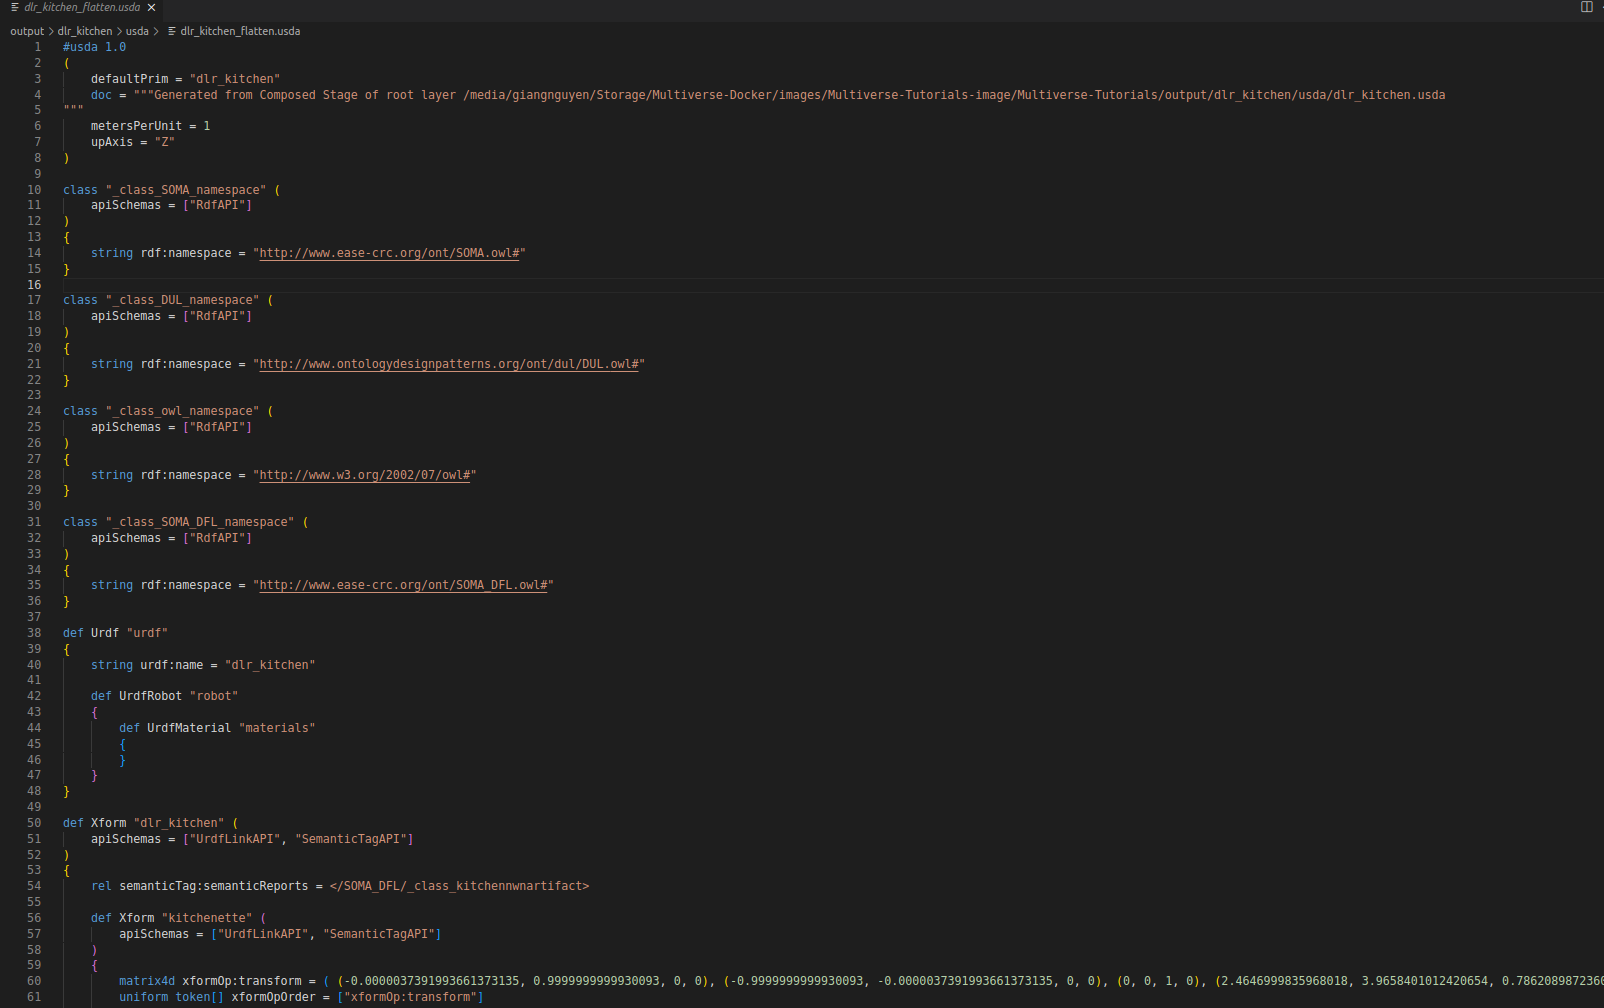 dlr_kitchen_flatten.usda
output > dlr_kitchen > usda > dlr_kitchen_flatten.usda
1 #usda 1.0
2 (
3     defaultPrim = "dlr_kitchen"
4     doc = """Generated from Composed Stage of root layer /media/giangnguyen/Storage/Multiverse-Docker/images/Multiverse-Tutorials-image/Multiverse-Tutorials/output/dlr_kitchen/usda/dlr_kitchen.usda
5 """
6     metersPerUnit = 1
7     upAxis = "Z"
8 )
9
10 class "_class_SOMA_namespace" (
11     apiSchemas = ["RdfAPI"]
12 )
13 {
14     string rdf:namespace = "http://www.ease-crc.org/ont/SOMA.owl#"
15 }
16
17 class "_class_DUL_namespace" (
18     apiSchemas = ["RdfAPI"]
19 )
20 {
21     string rdf:namespace = "http://www.ontologydesignpatterns.org/ont/dul/DUL.owl#"
22 }
23
24 class "_class_owl_namespace" (
25     apiSchemas = ["RdfAPI"]
26 )
27 {
28     string rdf:namespace = "http://www.w3.org/2002/07/owl#"
29 }
30
31 class "_class_SOMA_DFL_namespace" (
32     apiSchemas = ["RdfAPI"]
33 )
34 {
35     string rdf:namespace = "http://www.ease-crc.org/ont/SOMA_DFL.owl#"
36 }
37
38 def Urdf "urdf"
39 {
40     string urdf:name = "dlr_kitchen"
41
42     def UrdfRobot "robot"
43     {
44         def UrdfMaterial "materials"
45         {
46         }
47     }
48 }
49
50 def Xform "dlr_kitchen" (
51     apiSchemas = ["UrdfLinkAPI", "SemanticTagAPI"]
52 )
53 {
54     rel semanticTag:semanticReports = </SOMA_DFL/_class_kitchennwnartifact>
55
56     def Xform "kitchenette" (
57         apiSchemas = ["UrdfLinkAPI", "SemanticTagAPI"]
58     )
59     {
60         matrix4d xformOp:transform = ( (-0.0000037391993661373135, 0.9999999999930093, 0, 0), (-0.9999999999930093, -0.0000037391993661373135, 0, 0), (0, 0, 1, 0), (2.4646999835968018, 3.9658401012420654, 0.7862089872360
61         uniform token[] xformOpOrder = ["xformOp:transform"]